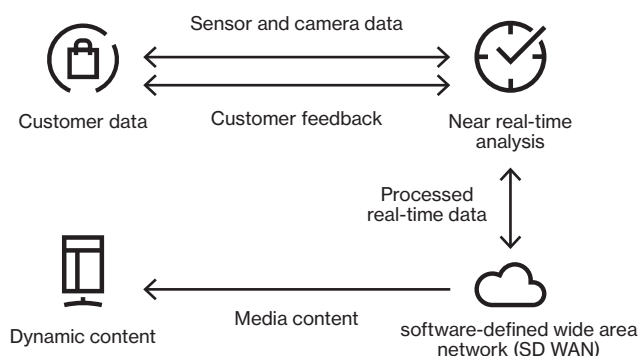 Sensor and camera data
Customer data
Customer feedback
Near real-time
analysis
Processed
real-time data
Dynamic content
Media content
software-defined wide area
network (SD WAN)